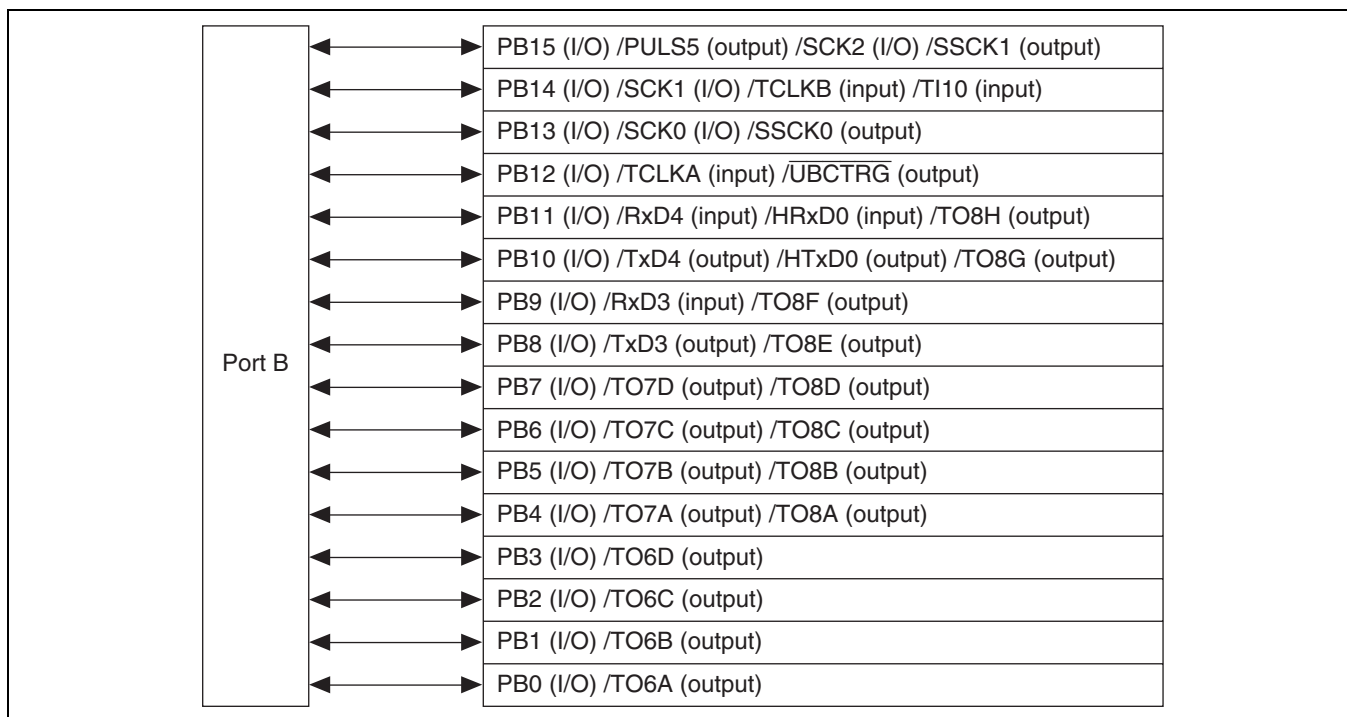 PB15 (I/O) /PULS5 (output) /SCK2 (I/O) /SSCK1 (output)
PB14 (I/O) /SCK1 (I/O) /TCLKB (input) /TI10 (input)
PB13 (I/O) /SCK0 (I/O) /SSCK0 (output)
PB12 (I/O) /TCLKA (input) /U̅B̅C̅T̅R̅G̅ (output)
PB11 (I/O) /RxD4 (input) /HRxD0 (input) /TO8H (output)
PB10 (I/O) /TxD4 (output) /HTxD0 (output) /TO8G (output)
PB9 (I/O) /RxD3 (input) /TO8F (output)
PB8 (I/O) /TxD3 (output) /TO8E (output)
Port B
PB7 (I/O) /TO7D (output) /TO8D (output)
PB6 (I/O) /TO7C (output) /TO8C (output)
PB5 (I/O) /TO7B (output) /TO8B (output)
PB4 (I/O) /TO7A (output) /TO8A (output)
PB3 (I/O) /TO6D (output)
PB2 (I/O) /TO6C (output)
PB1 (I/O) /TO6B (output)
PB0 (I/O) /TO6A (output)